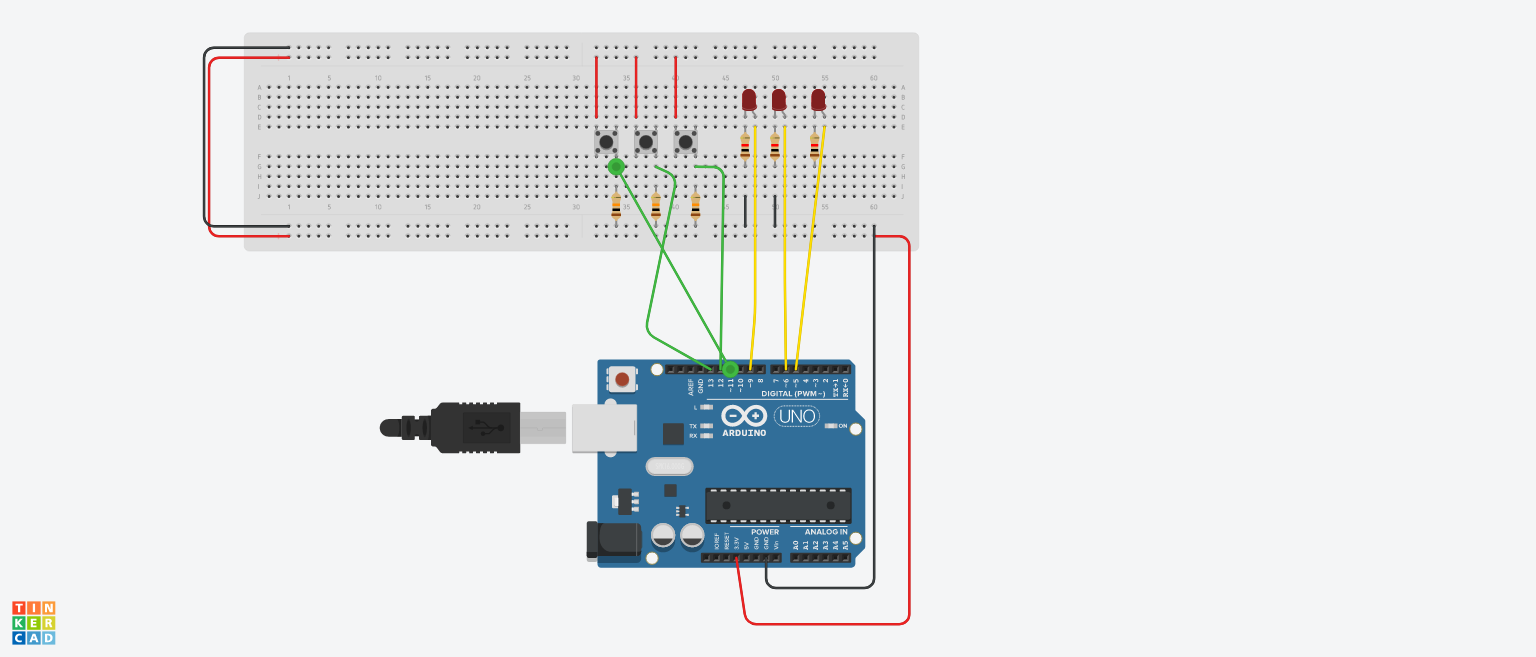 1 5 10 15 20 25 30 35 40 45 50 55 60
A A
B B
C C
D D
E E
F F
G G
H H
I I
J J
1 5 10 15 20 25 30 35 40 45 50 55 60
AREF GND 13 12 ~11 ~10 ~9 8 7 ~6 ~5 4 ~3 2 TX→1 RX←0
DIGITAL (PWM~)
L
TX
RX
UNO
ARDUINO
ON
POWER ANALOG IN
IOREF RESET 3.3V 5V GND GND Vin A0 A1 A2 A3 A4 A5
TIN
KER
CAD